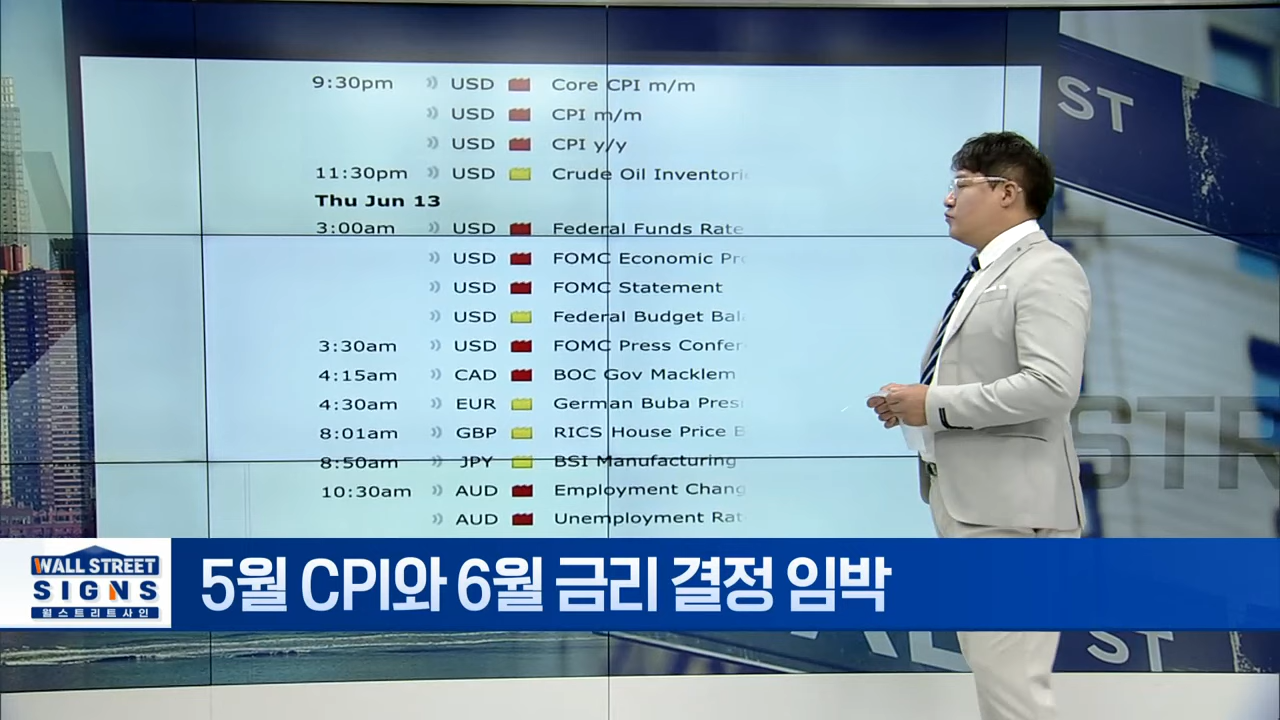 9:30pm USD Core CPI m/m
USD CPI m/m
USD CPI y/y
11:30pm USD Crude Oil Inventori
Thu Jun 13
3:00am USD Federal Funds Rate
USD FOMC Economic Pro
USD FOMC Statement
USD Federal Budget Bala
3:30am USD FOMC Press Confer
4:15am CAD BOC Gov Macklem
4:30am EUR German Buba Presi
8:01am GBP RICS House Price B
8:50am JPY BSI Manufacturing
10:30am AUD Employment Chang
AUD Unemployment Rat
ST
STR
WALL STREET
SIGNS
월스트리트사인
5월 CPI와 6월 금리 결정 임박
ST